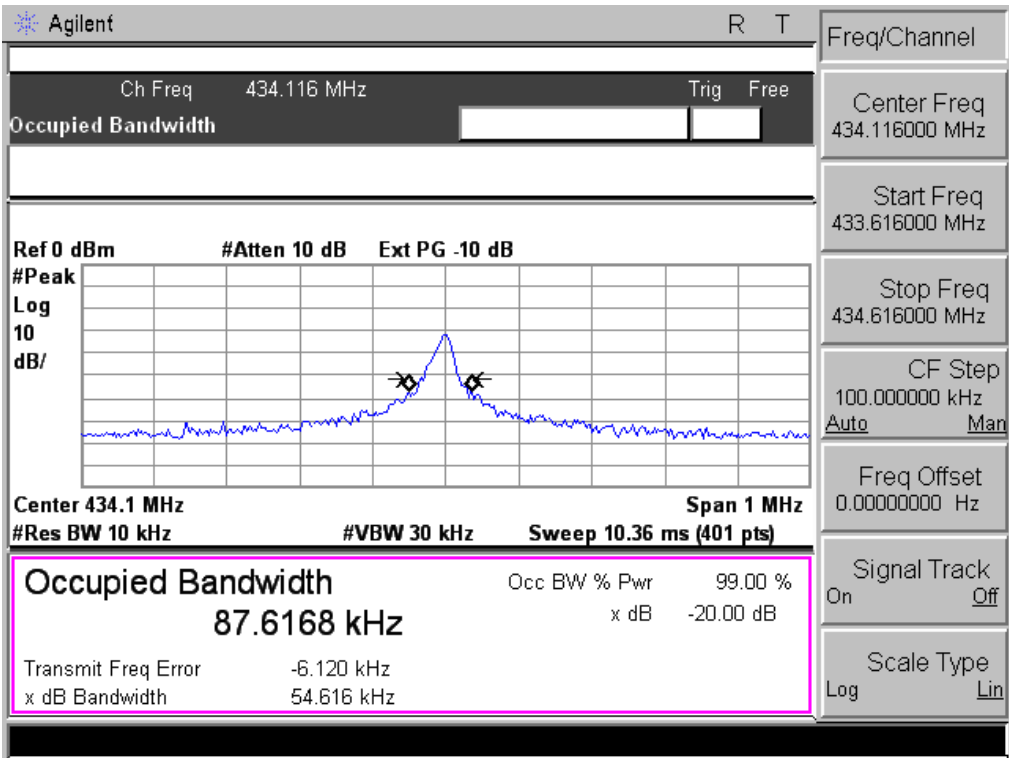 Agilent
R T
Freq/Channel
Ch Freq 434.116 MHz
Trig Free
Occupied Bandwidth
Center Freq
434.116000 MHz
Start Freq
433.616000 MHz
Stop Freq
434.616000 MHz
CF Step
100.000000 kHz
Auto Man
Freq Offset
0.00000000 Hz
Signal Track
On Off
Scale Type
Log Lin
Ref 0 dBm #Atten 10 dB Ext PG -10 dB
#Peak
Log
10
dB/
Center 434.1 MHz Span 1 MHz
#Res BW 10 kHz #VBW 30 kHz Sweep 10.36 ms (401 pts)
Occupied Bandwidth
87.6168 kHz
Occ BW % Pwr 99.00 %
x dB -20.00 dB
Transmit Freq Error -6.120 kHz
x dB Bandwidth 54.616 kHz